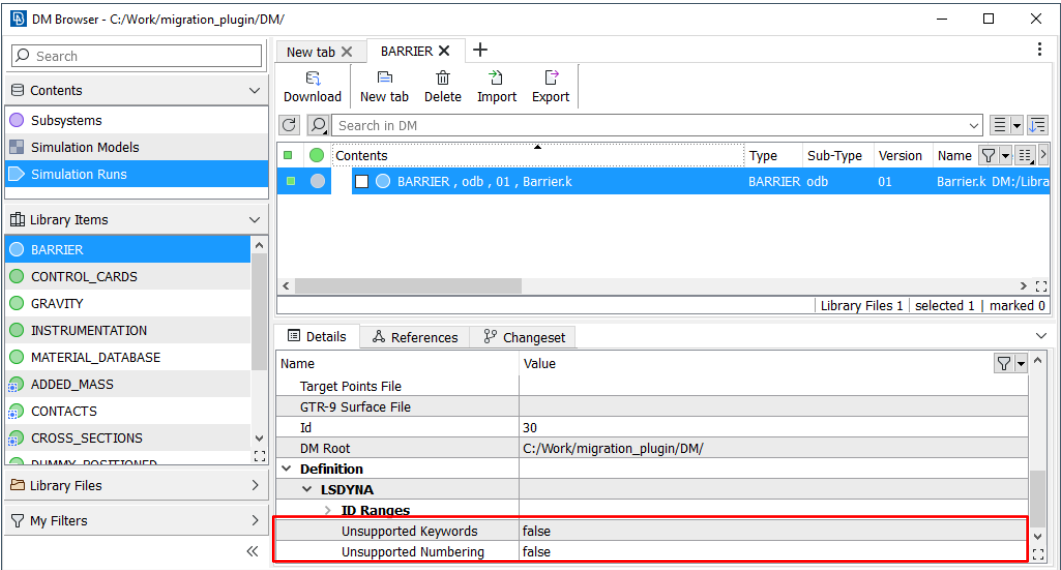 DM Browser - C:/Work/migration_plugin/DM/
Search
Contents
Subsystems
Simulation Models
Simulation Runs
Library Items
BARRIER
CONTROL_CARDS
GRAVITY
INSTRUMENTATION
MATERIAL_DATABASE
ADDED_MASS
CONTACTS
CROSS_SECTIONS
DUMMY_POSITIONED
Library Files
My Filters
New tab BARRIER
Download New tab Delete Import Export
Search in DM
Contents Type Sub-Type Version Name
BARRIER , odb , 01 , Barrier.k BARRIER odb 01 Barrier.k DM:/Libra
Library Files 1 selected 1 | marked 0
Details References Changeset
Name Value
Target Points File
GTR-9 Surface File
Id 30
DM Root C:/Work/migration_plugin/DM/
Definition
LSDYNA
ID Ranges
Unsupported Keywords false
Unsupported Numbering false